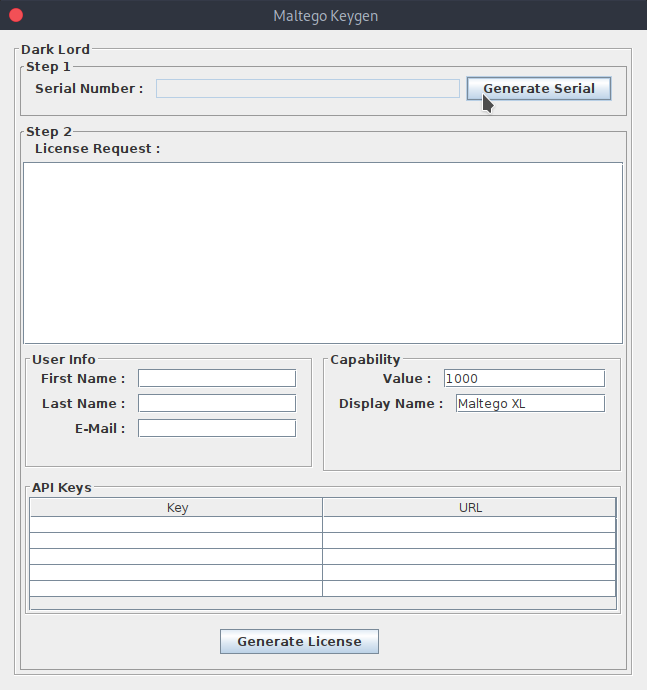 Maltego Keygen
Dark Lord
Step 1
Serial Number :
Generate Serial
Step 2
License Request :
User Info
First Name :
Last Name :
E-Mail :
Capability
Value : 1000
Display Name : Maltego XL
API Keys
Key URL
Generate License